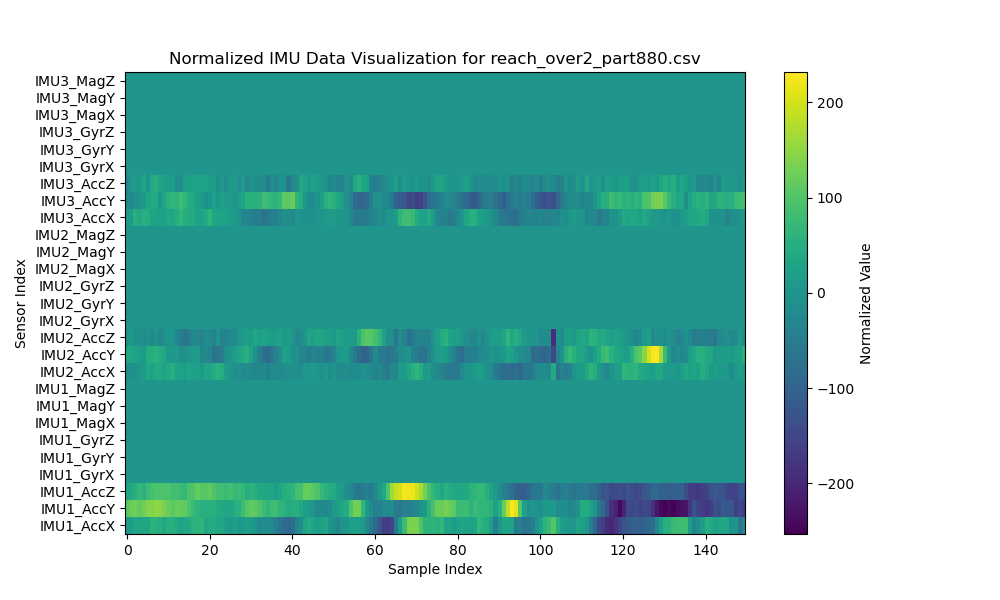 Normalized IMU Data Visualization for reach_over2_part880.csv
IMU3_MagZ
IMU3_MagY
IMU3_MagX
IMU3_GyrZ
IMU3_GyrY
IMU3_GyrX
IMU3_AccZ
IMU3_AccY
IMU3_AccX
IMU2_MagZ
IMU2_MagY
IMU2_MagX
IMU2_GyrZ
IMU2_GyrY
IMU2_GyrX
IMU2_AccZ
IMU2_AccY
IMU2_AccX
IMU1_MagZ
IMU1_MagY
IMU1_MagX
IMU1_GyrZ
IMU1_GyrY
IMU1_GyrX
IMU1_AccZ
IMU1_AccY
IMU1_AccX
Sensor Index
0 20 40 60 80 100 120 140
Sample Index
200
100
0
−100
−200
Normalized Value